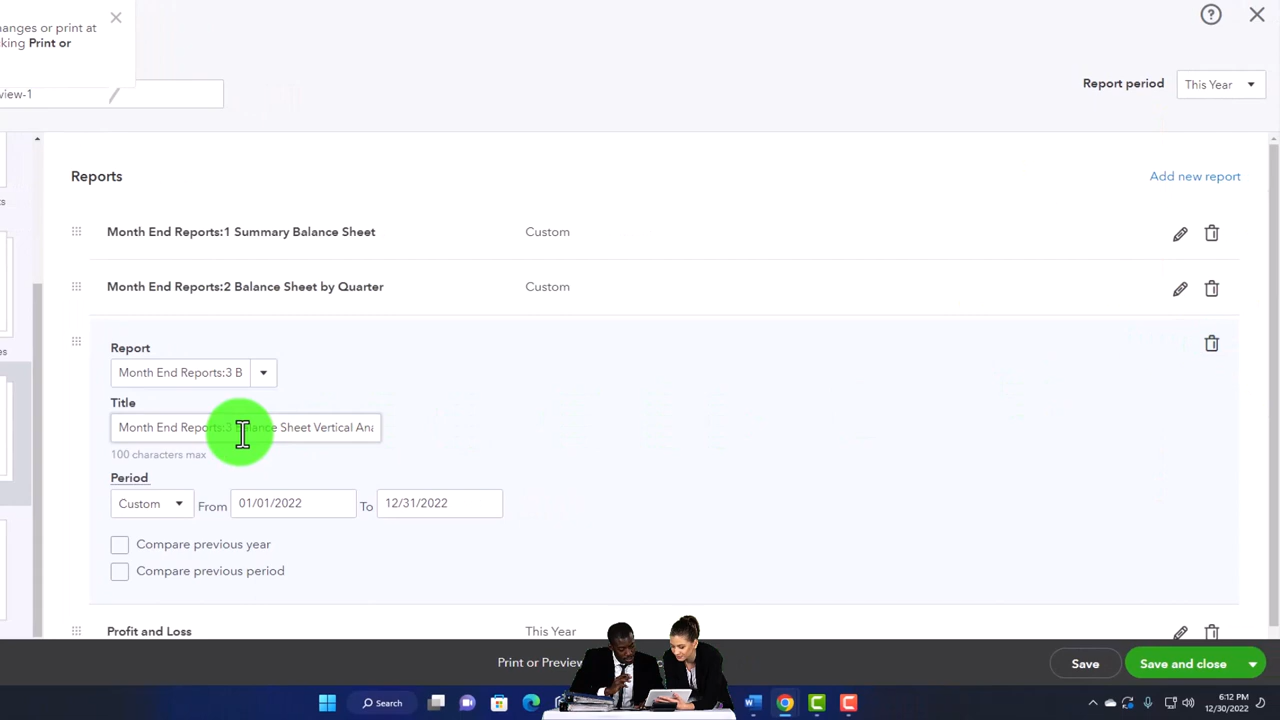 hanges or print at
king Print or
view-1
Report period
This Year
Reports
Add new report
Month End Reports:1 Summary Balance Sheet
Custom
Month End Reports:2 Balance Sheet by Quarter
Custom
Report
Month End Reports:3 B
Title
Month End Reports:3 Balance Sheet Vertical Ana
100 characters max
Period
Custom
From
01/01/2022
To
12/31/2022
Compare previous year
Compare previous period
Profit and Loss
This Year
Print or Preview
Save
Save and close
Search
6:12 PM
12/30/2022